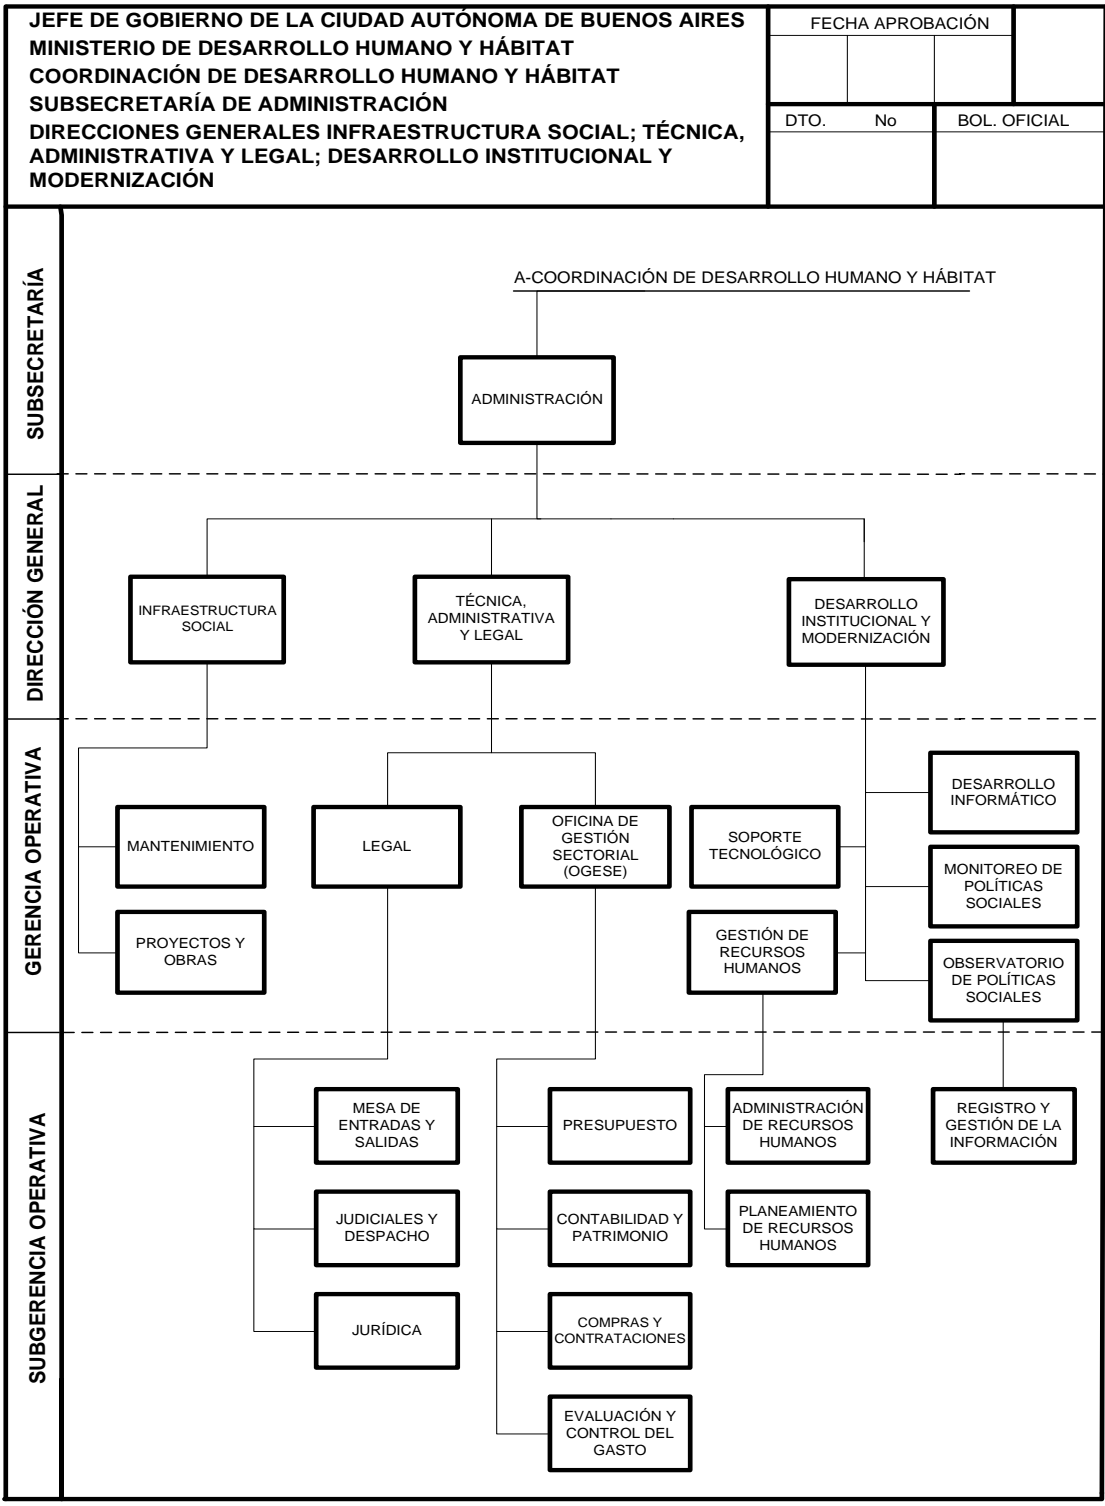 JEFE DE GOBIERNO DE LA CIUDAD AUTÓNOMA DE BUENOS AIRES
MINISTERIO DE DESARROLLO HUMANO Y HÁBITAT
COORDINACIÓN DE DESARROLLO HUMANO Y HÁBITAT
SUBSECRETARÍA DE ADMINISTRACIÓN
DIRECCIONES GENERALES INFRAESTRUCTURA SOCIAL; TÉCNICA,
ADMINISTRATIVA Y LEGAL; DESARROLLO INSTITUCIONAL Y
MODERNIZACIÓN
FECHA APROBACIÓN
DTO. No
BOL. OFICIAL
SUBSECRETARÍA
A-COORDINACIÓN DE DESARROLLO HUMANO Y HÁBITAT
ADMINISTRACIÓN
DIRECCIÓN GENERAL
INFRAESTRUCTURA
SOCIAL
TÉCNICA,
ADMINISTRATIVA
Y LEGAL
DESARROLLO
INSTITUCIONAL Y
MODERNIZACIÓN
GERENCIA OPERATIVA
MANTENIMIENTO
PROYECTOS Y
OBRAS
LEGAL
OFICINA DE
GESTIÓN
SECTORIAL
(OGESE)
SOPORTE
TECNOLÓGICO
GESTIÓN DE
RECURSOS
HUMANOS
DESARROLLO
INFORMÁTICO
MONITOREO DE
POLÍTICAS
SOCIALES
OBSERVATORIO
DE POLÍTICAS
SOCIALES
SUBGERENCIA OPERATIVA
MESA DE
ENTRADAS Y
SALIDAS
JUDICIALES Y
DESPACHO
JURÍDICA
PRESUPUESTO
CONTABILIDAD Y
PATRIMONIO
COMPRAS Y
CONTRATACIONES
EVALUACIÓN Y
CONTROL DEL
GASTO
ADMINISTRACIÓN
DE RECURSOS
HUMANOS
PLANEAMIENTO
DE RECURSOS
HUMANOS
REGISTRO Y
GESTIÓN DE LA
INFORMACIÓN